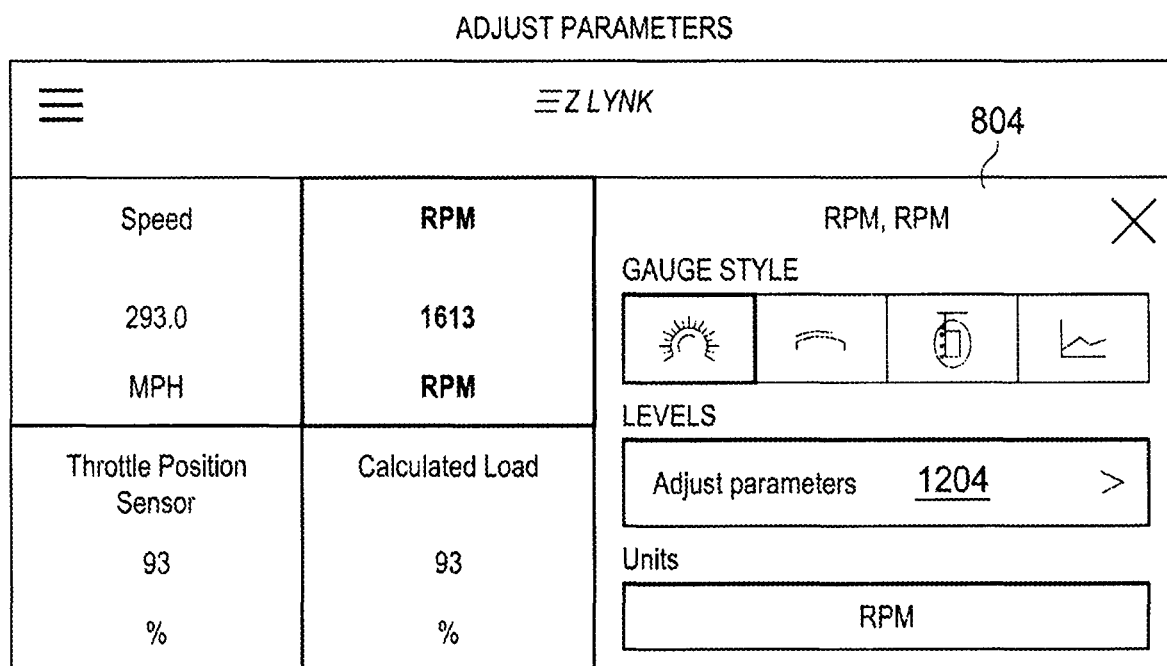 ADJUST PARAMETERS
EZ LYNK
804
Speed
293.0
MPH
RPM
1613
RPM
Throttle Position
Sensor
93
%
Calculated Load
93
%
RPM, RPM
GAUGE STYLE
LEVELS
Adjust parameters 1204 >
Units
RPM